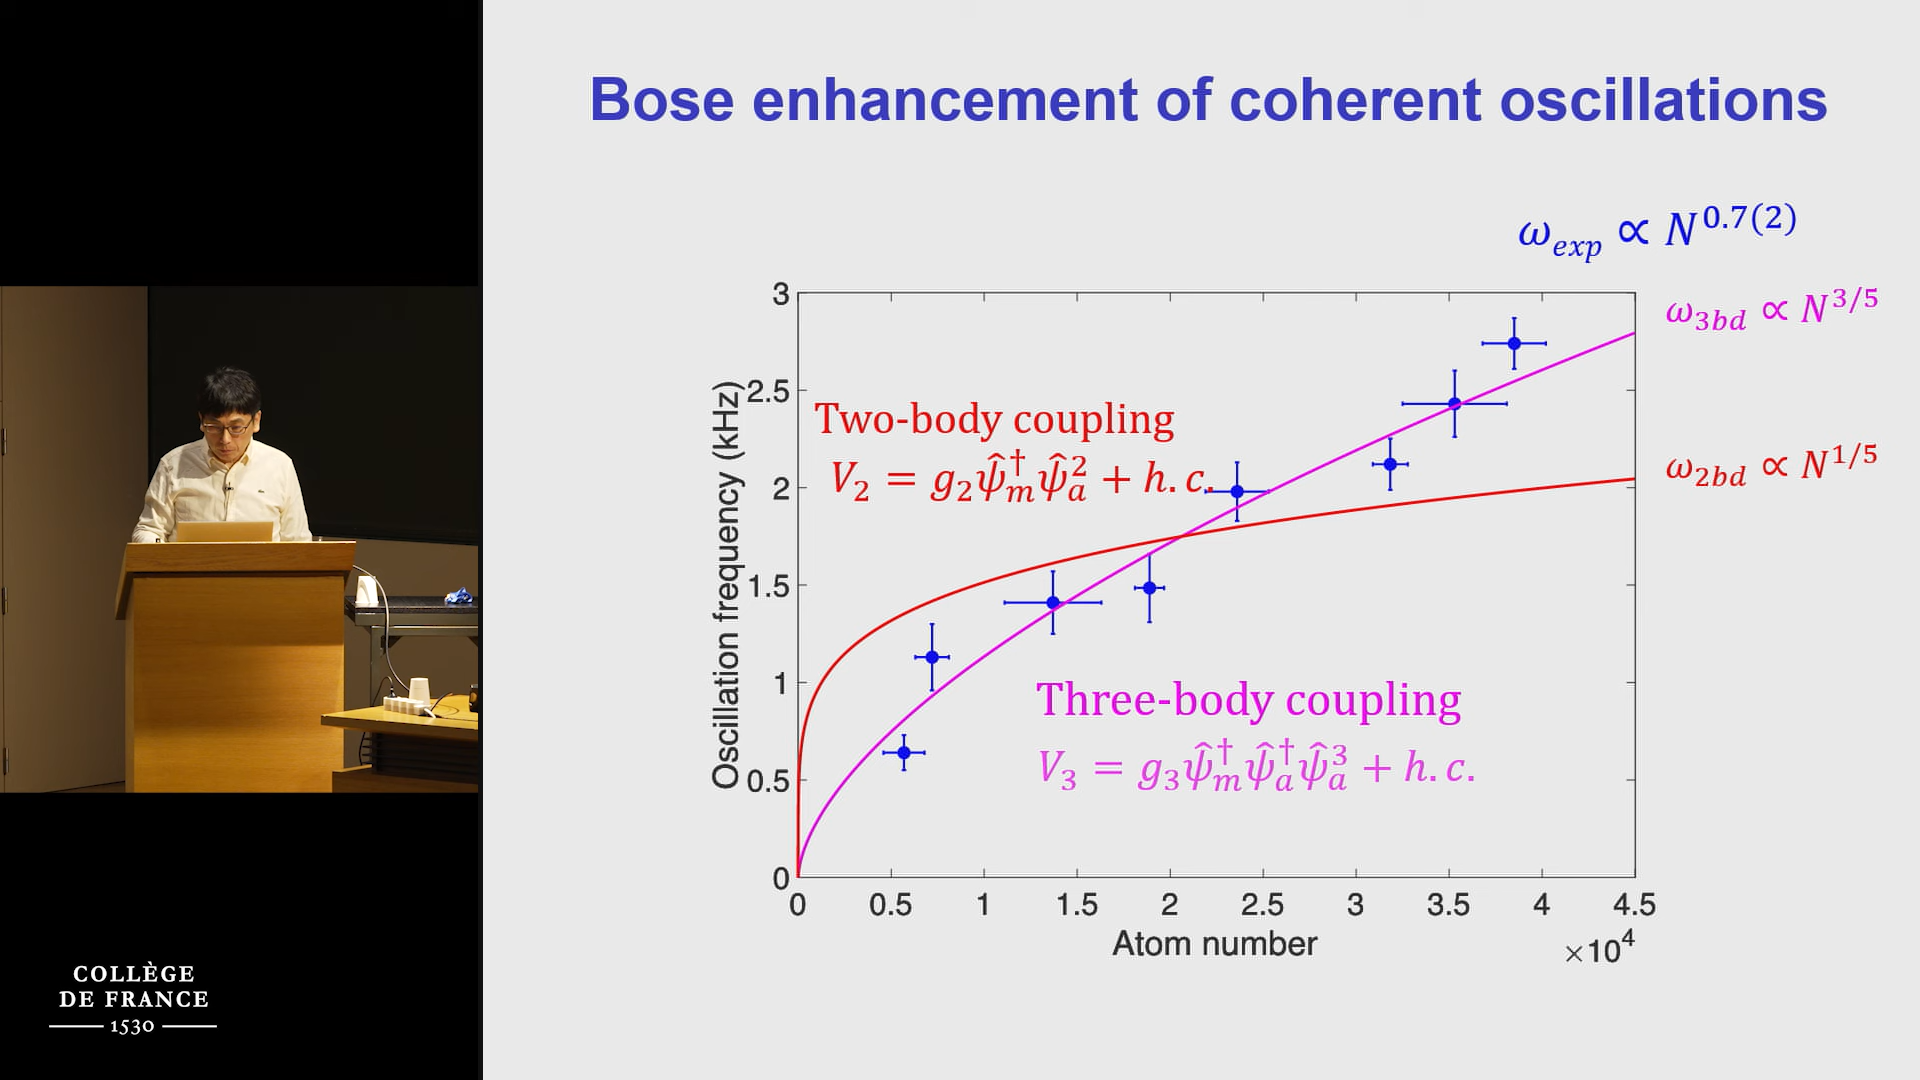 Bose enhancement of coherent oscillations
ω_exp ∝ N^0.7(2)
ω_3bd ∝ N^3/5
ω_2bd ∝ N^1/5
Two-body coupling
V_2 = g_2 ψ̂_m^† ψ̂_a^2 + h.c.
Three-body coupling
V_3 = g_3 ψ̂_m^† ψ̂_a^† ψ̂_a^3 + h.c.
Oscillation frequency (kHz)
3
2.5
2
1.5
1
0.5
0
0 0.5 1 1.5 2 2.5 3 3.5 4 4.5
Atom number
×10^4
COLLÈGE
DE FRANCE
1530